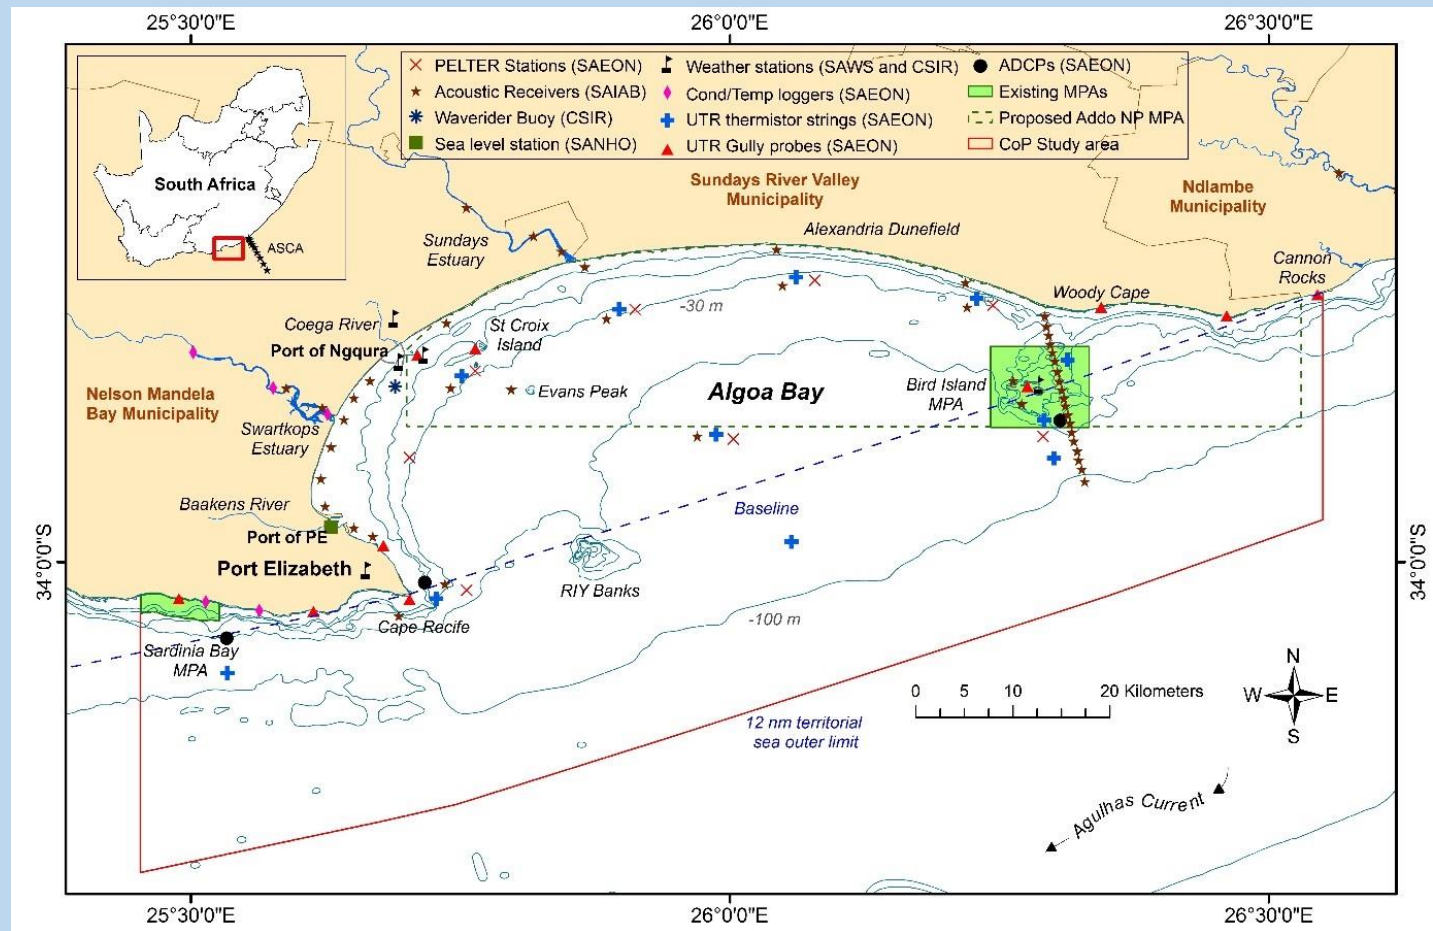 25°30'0"E
26°0'0"E
26°30'0"E
South Africa
ASCA
PELTER Stations (SAEON)
Acoustic Receivers (SAIAB)
Waverider Buoy (CSIR)
Sea level station (SANHO)
Weather stations (SAWS and CSIR)
Cond/Temp loggers (SAEON)
UTR thermistor strings (SAEON)
UTR Gully probes (SAEON)
ADCPs (SAEON)
Existing MPAs
Proposed Addo NP MPA
CoP Study area
Sundays River Valley
Municipality
Ndlambe
Municipality
Alexandria Dunefield
Sundays
Estuary
Cannon
Rocks
Woody Cape
-30 m
Coega River
St Croix
Island
Port of Ngqura
Nelson Mandela
Bay Municipality
Evans Peak
Algoa Bay
Bird Island
MPA
Swartkops
Estuary
Baakens River
Baseline
Port of PE
Port Elizabeth
RIY Banks
34°0'0"S
34°0'0"S
-100 m
Cape Recife
Sardinia Bay
MPA
0 5 10 20 Kilometers
N
W E
S
12 nm territorial
sea outer limit
Agulhas Current
25°30'0"E
26°0'0"E
26°30'0"E